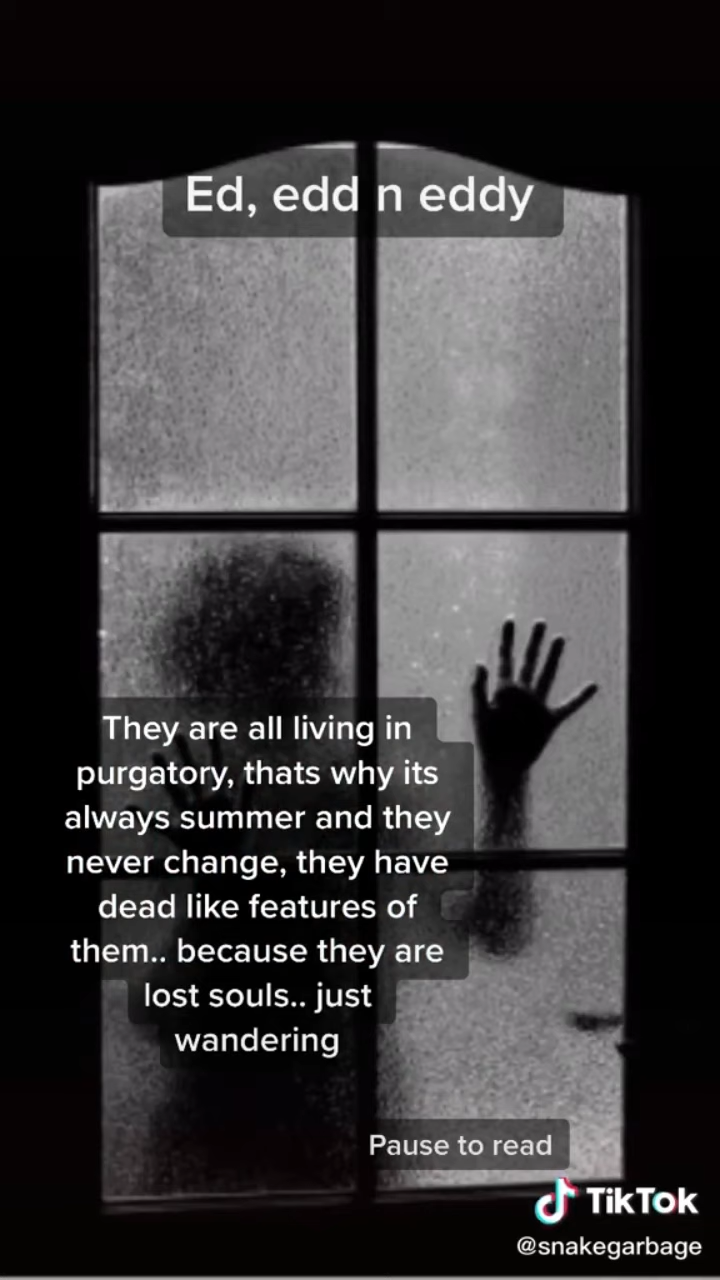 Ed, edd n eddy
They are all living in
purgatory, thats why its
always summer and they
never change, they have
dead like features of
them.. because they are
lost souls.. just
wandering
Pause to read
TikTok
@snakegarbage